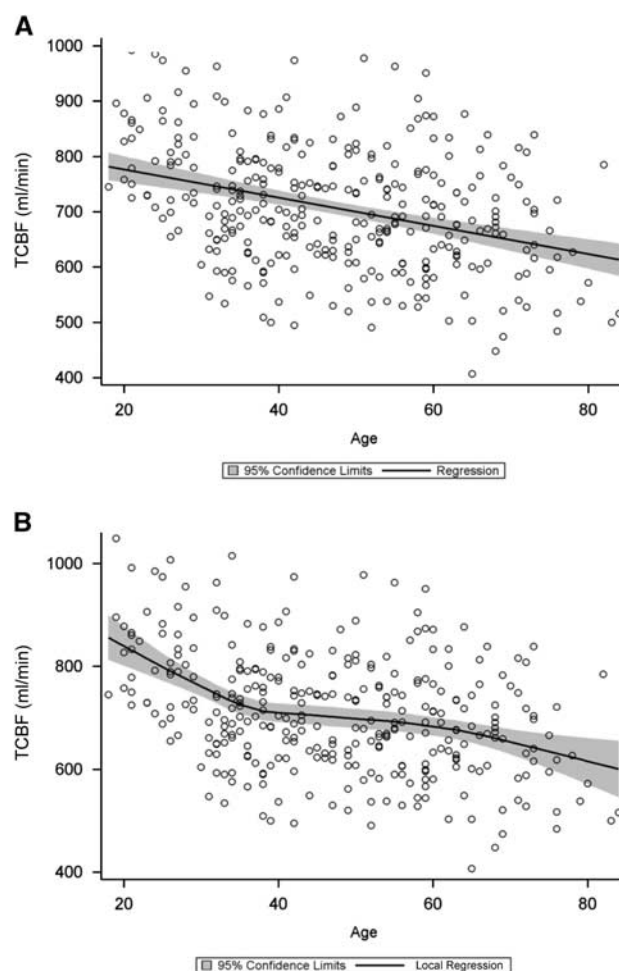 A
1000
900
800
700
600
500
400
TCBF (ml/min)
20 40 60 80
Age
95% Confidence Limits Regression
B
1000
800
600
400
TCBF (ml/min)
20 40 60 80
Age
95% Confidence Limits Local Regression